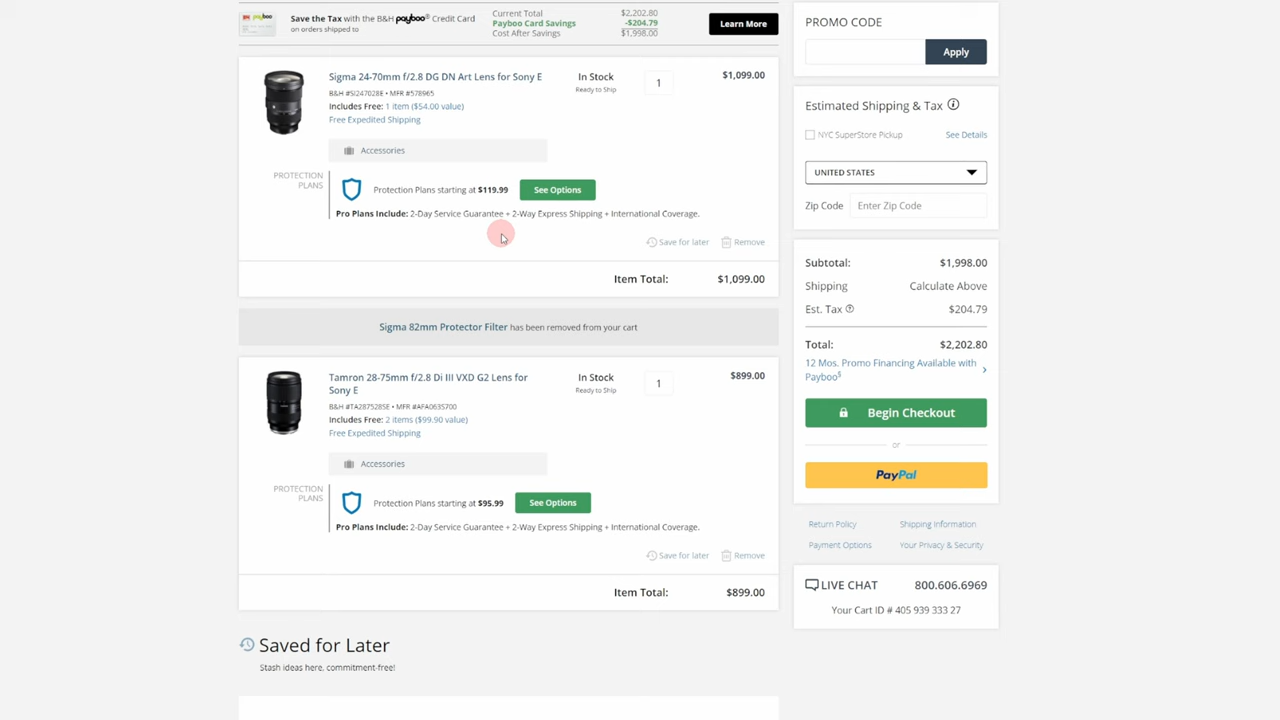 Save the Tax with the B&H payboo® Credit Card
on orders shipped to
Current Total $2,202.80
Payboo Card Savings -$204.79
Cost After Savings $1,998.00
Learn More
Sigma 24-70mm f/2.8 DG DN Art Lens for Sony E
B&H #SI247028E • MFR #578965
Includes Free: 1 item ($54.00 value)
Free Expedited Shipping
In Stock
Ready to Ship
1
$1,099.00
Accessories
PROTECTION
PLANS
Protection Plans starting at $119.99
See Options
Pro Plans Include: 2-Day Service Guarantee + 2-Way Express Shipping + International Coverage.
Save for later
Remove
Item Total: $1,099.00
Sigma 82mm Protector Filter has been removed from your cart
Tamron 28-75mm f/2.8 Di III VXD G2 Lens for
Sony E
B&H #TA287528SE • MFR #AFA063S700
Includes Free: 2 items ($99.90 value)
Free Expedited Shipping
In Stock
Ready to Ship
1
$899.00
Accessories
PROTECTION
PLANS
Protection Plans starting at $95.99
See Options
Pro Plans Include: 2-Day Service Guarantee + 2-Way Express Shipping + International Coverage.
Save for later
Remove
Item Total: $899.00
Saved for Later
Stash ideas here, commitment-free!
PROMO CODE
Apply
Estimated Shipping & Tax
NYC SuperStore Pickup
See Details
UNITED STATES
Zip Code Enter Zip Code
Subtotal: $1,998.00
Shipping Calculate Above
Est. Tax $204.79
Total: $2,202.80
12 Mos. Promo Financing Available with
Payboo§
Begin Checkout
or
PayPal
Return Policy Shipping Information
Payment Options Your Privacy & Security
LIVE CHAT 800.606.6969
Your Cart ID # 405 939 333 27